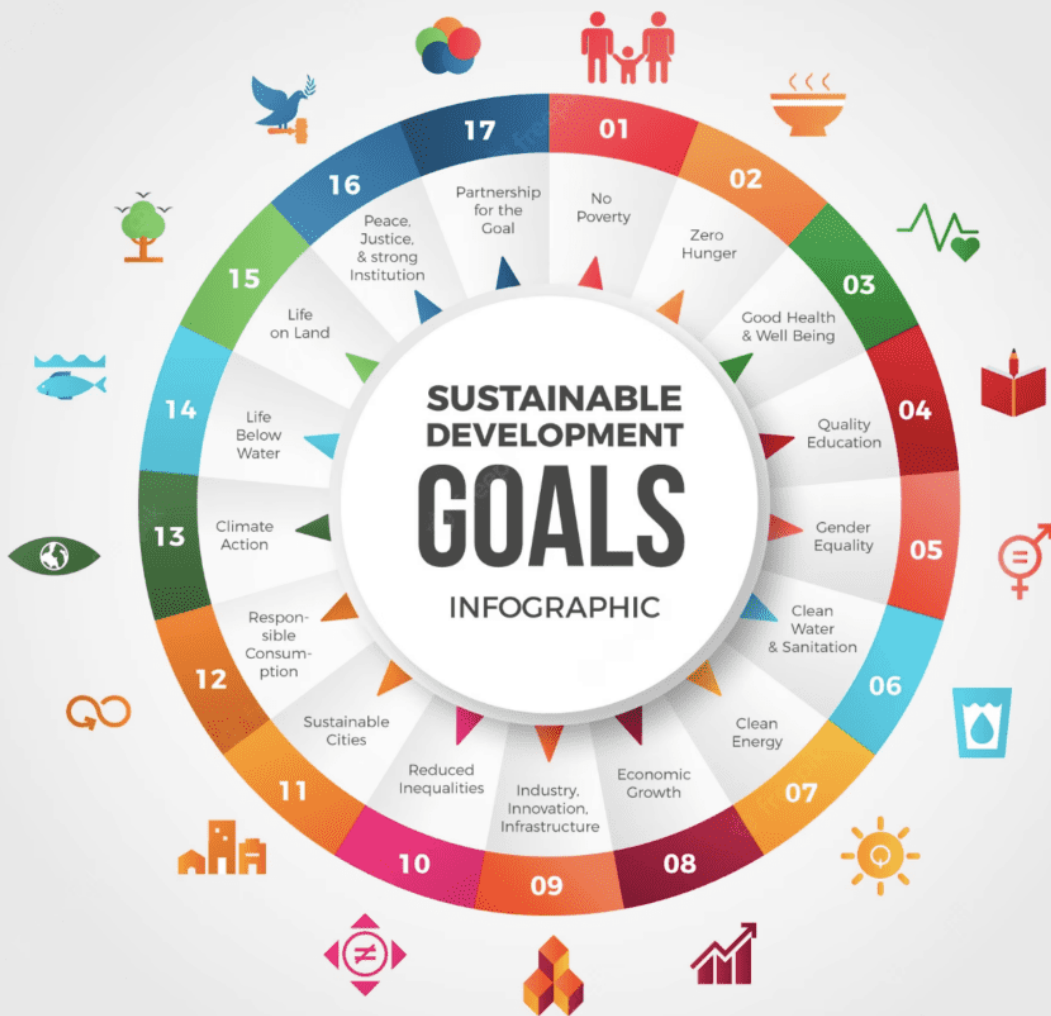 SUSTAINABLE
DEVELOPMENT
GOALS
INFOGRAPHIC
01
No
Poverty
02
Zero
Hunger
03
Good Health
& Well Being
04
Quality
Education
05
Gender
Equality
06
Clean
Water
& Sanitation
07
Clean
Energy
08
Economic
Growth
09
Industry,
Innovation,
Infrastructure
10
Reduced
Inequalities
11
Sustainable
Cities
12
Respon-
sible
Consum-
ption
13
Climate
Action
14
Life
Below
Water
15
Life
on Land
16
Peace,
Justice,
& strong
Institution
17
Partnership
for the
Goal